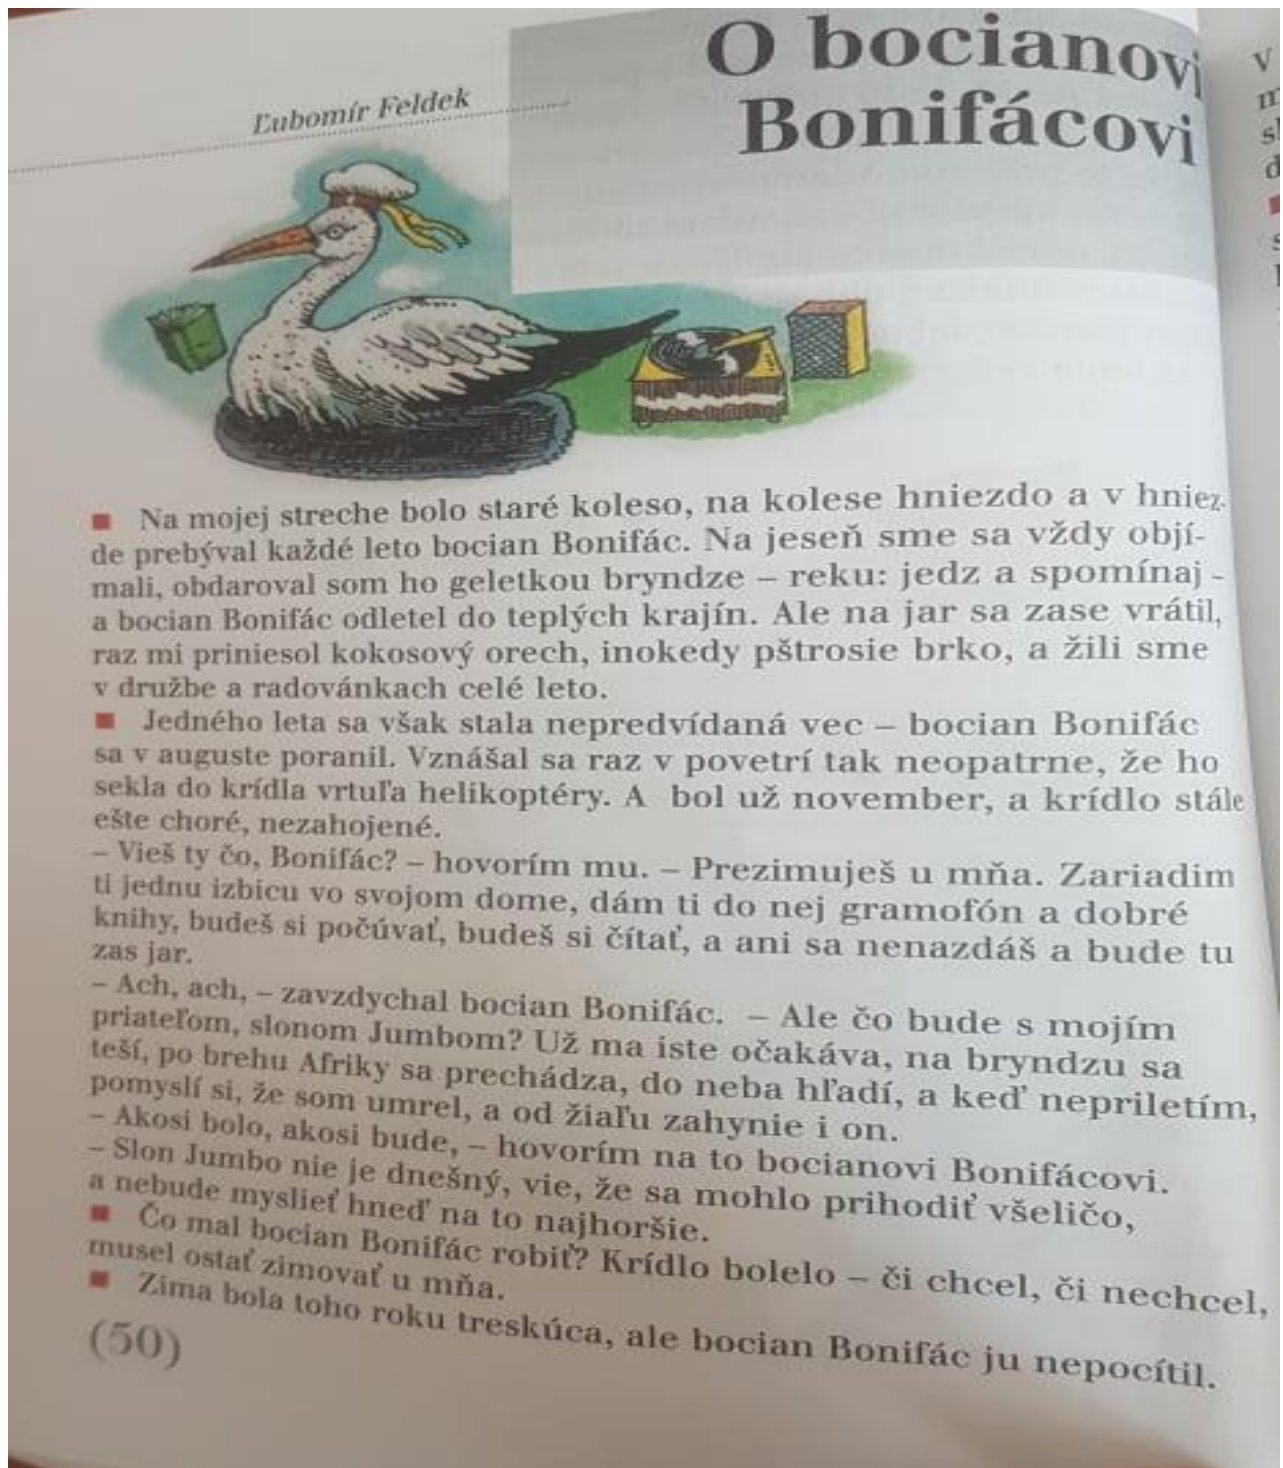 O bocianovi
Bonifácovi
Ľubomír Feldek
Na mojej streche bolo staré koleso, na kolese hniezdo a v hniez-
de prebýval každé leto bocian Bonifác. Na jeseň sme sa vždy objí-
mali, obdaroval som ho geletkou bryndze – reku: jedz a spomínaj -
a bocian Bonifác odletel do teplých krajín. Ale na jar sa zase vrátil,
raz mi priniesol kokosový orech, inokedy pštrosie brko, a žili sme
v družbe a radovánkach celé leto.
Jedného leta sa však stala nepredvídaná vec – bocian Bonifác
sa v auguste poranil. Vznášal sa raz v povetrí tak neopatrne, že ho
sekla do krídla vrtuľa helikoptéry. A bol už november, a krídlo stále
ešte choré, nezahojené.
– Vieš ty čo, Bonifác? – hovorím mu. – Prezimuješ u mňa. Zariadim
ti jednu izbicu vo svojom dome, dám ti do nej gramofón a dobré
knihy, budeš si počúvať, budeš si čítať, a ani sa nenazdáš a bude tu
zas jar.
– Ach, ach, – zavzdychal bocian Bonifác. – Ale čo bude s mojím
priateľom, slonom Jumbom? Už ma iste očakáva, na bryndzu sa
teší, po brehu Afriky sa prechádza, do neba hľadí, a keď nepriletím,
pomyslí si, že som umrel, a od žiaľu zahynie i on.
– Akosi bolo, akosi bude, – hovorím na to bocianovi Bonifácovi.
– Slon Jumbo nie je dnešný, vie, že sa mohlo prihodiť všeličo,
a nebude myslieť hneď na to najhoršie.
Čo mal bocian Bonifác robiť? Krídlo bolelo – či chcel, či nechcel,
musel ostať zimovať u mňa.
Zima bola toho roku treskúca, ale bocian Bonifác ju nepocítil.
(50)